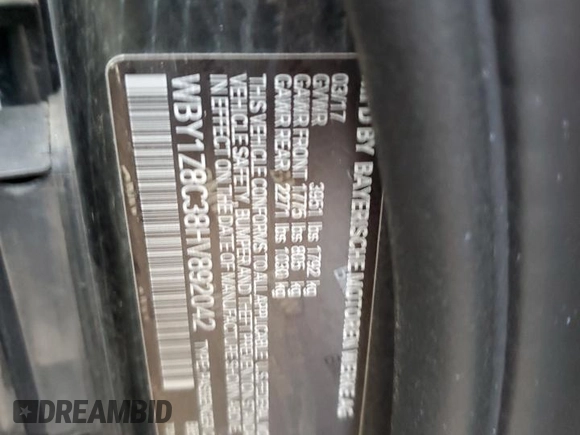 BY BAYERISCHE MOTOREN WERKE AG
03/17
GVWR 3951 lbs 1792 kg
GAWR FRONT 1775 lbs 805 kg
GAWR REAR 2271 lbs 1030 kg
THIS VEHICLE CONFORMS TO ALL APPLICABLE
VEHICLE SAFETY, BUMPER AND THEFT PREVENTION
IN EFFECT ON THE DATE OF MANUFACTURE SHOWN
WBY1Z8C38HV892042
TYPE:
DREAMBID